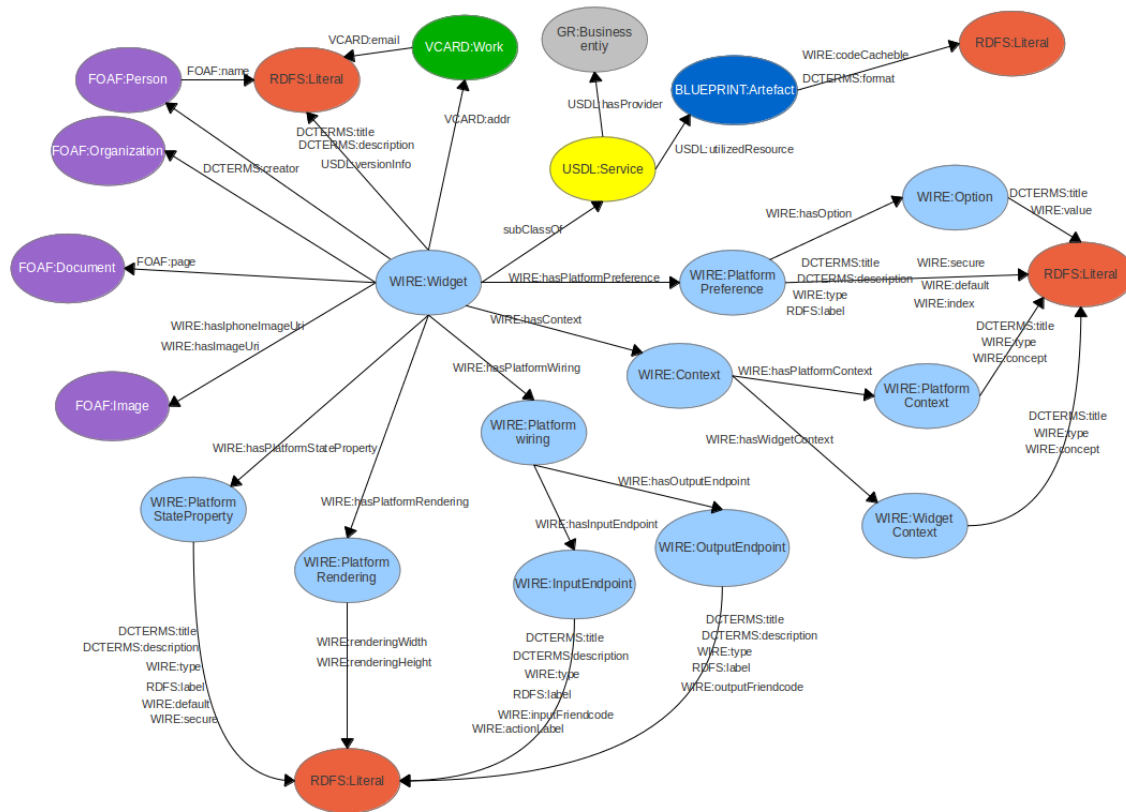 GR:Business
entiy
VCARD:email
VCARD:Work
WIRE:codeCacheble
RDFS:Literal
FOAF:Person
FOAF:name
RDFS:Literal
DCTERMS:format
BLUEPRINT:Artefact
USDL:hasProvider
VCARD:addr
DCTERMS:title
DCTERMS:description
USDL:versionInfo
FOAF:Organization
DCTERMS:creator
USDL:utilizedResource
USDL:Service
WIRE:hasOption
WIRE:Option
DCTERMS:title
WIRE:value
subClassOf
FOAF:Document
FOAF:page
WIRE:Widget
WIRE:hasPlatformPreference
WIRE:Platform
Preference
DCTERMS:title
DCTERMS:description
WIRE:type
RDFS:label
WIRE:secure
WIRE:default
WIRE:index
RDFS:Literal
WIRE:hasIphoneImageUri
WIRE:hasImageUri
WIRE:hasContext
DCTERMS:title
WIRE:type
WIRE:concept
WIRE:hasPlatformWiring
WIRE:Context
WIRE:hasPlatformContext
WIRE:Platform
Context
FOAF:Image
WIRE:Platform
wiring
WIRE:hasWidgetContext
DCTERMS:title
WIRE:type
WIRE:concept
WIRE:hasPlatformStateProperty
WIRE:hasOutputEndpoint
WIRE:Platform
StateProperty
WIRE:hasPlatformRendering
WIRE:hasInputEndpoint
WIRE:Widget
Context
WIRE:OutputEndpoint
WIRE:Platform
Rendering
WIRE:InputEndpoint
DCTERMS:title
DCTERMS:description
WIRE:type
RDFS:label
WIRE:default
WIRE:secure
WIRE:renderingWidth
WIRE:renderingHeight
DCTERMS:title
DCTERMS:description
WIRE:type
RDFS:label
WIRE:inputFriendcode
WIRE:actionLabel
DCTERMS:title
DCTERMS:description
WIRE:type
RDFS:label
WIRE:outputFriendcode
RDFS:Literal